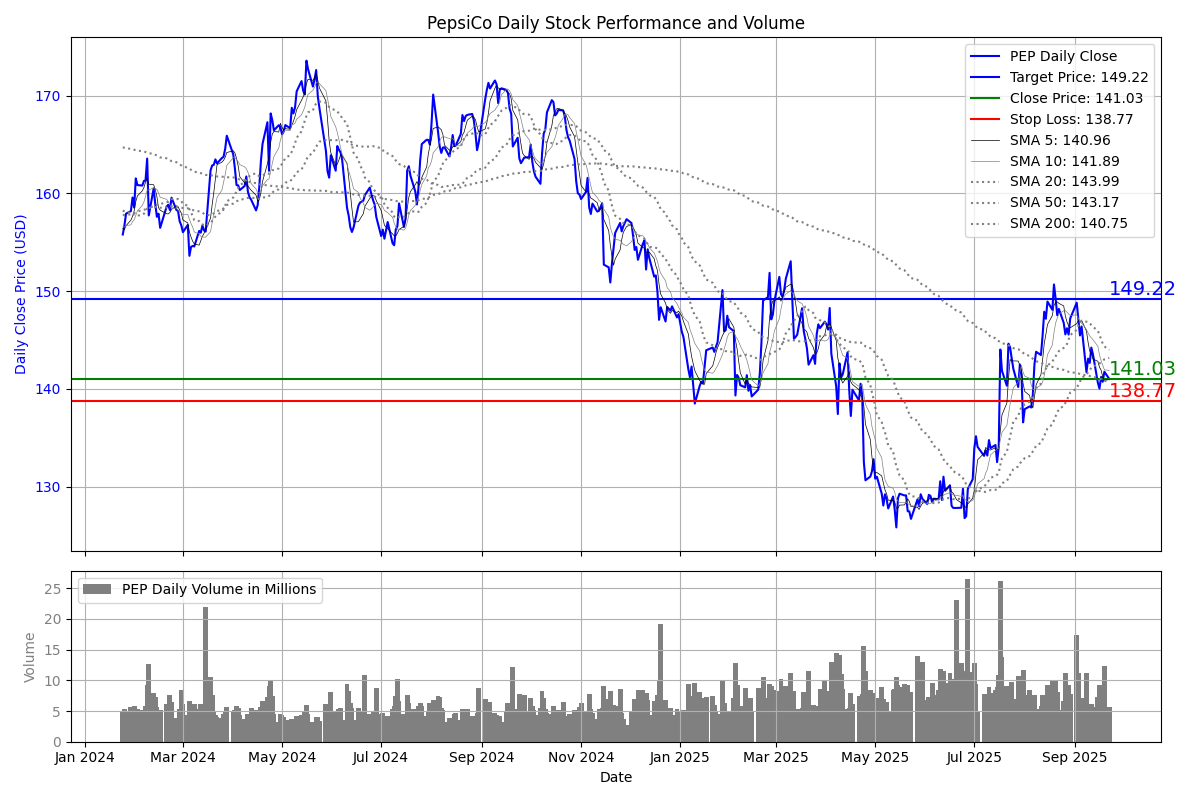 PepsiCo Daily Stock Performance and Volume
Daily Close Price (USD)
170
160
150
140
130
PEP Daily Close
Target Price: 149.22
Close Price: 141.03
Stop Loss: 138.77
SMA 5: 140.96
SMA 10: 141.89
SMA 20: 143.99
SMA 50: 143.17
SMA 200: 140.75
149.22
141.03
138.77
Volume
25
20
15
10
5
0
PEP Daily Volume in Millions
Jan 2024 Mar 2024 May 2024 Jul 2024 Sep 2024 Nov 2024 Jan 2025 Mar 2025 May 2025 Jul 2025 Sep 2025
Date